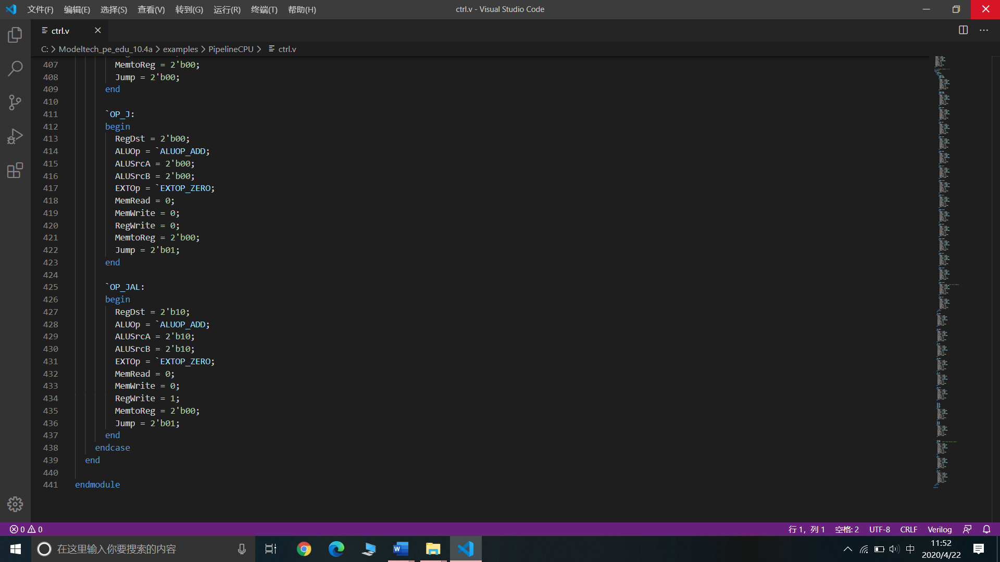 文件(F) 编辑(E) 选择(S) 查看(V) 转到(G) 运行(R) 终端(T) 帮助(H) ctrl.v - Visual Studio Code
ctrl.v
C: > Modeltech_pe_edu_10.4a > examples > PipelineCPU > ctrl.v
407 MemtoReg = 2'b00;
408 Jump = 2'b00;
409 end
410
411 `OP_J:
412 begin
413 RegDst = 2'b00;
414 ALUOp = `ALUOP_ADD;
415 ALUSrcA = 2'b00;
416 ALUSrcB = 2'b00;
417 EXTOp = `EXTOP_ZERO;
418 MemRead = 0;
419 MemWrite = 0;
420 RegWrite = 0;
421 MemtoReg = 2'b00;
422 Jump = 2'b01;
423 end
424
425 `OP_JAL:
426 begin
427 RegDst = 2'b10;
428 ALUOp = `ALUOP_ADD;
429 ALUSrcA = 2'b10;
430 ALUSrcB = 2'b10;
431 EXTOp = `EXTOP_ZERO;
432 MemRead = 0;
433 MemWrite = 0;
434 RegWrite = 1;
435 MemtoReg = 2'b00;
436 Jump = 2'b01;
437 end
438 endcase
439 end
440
441 endmodule
0 0 行 1，列 1 空格: 2 UTF-8 CRLF Verilog
在这里输入你要搜索的内容 中 11:52
2020/4/22